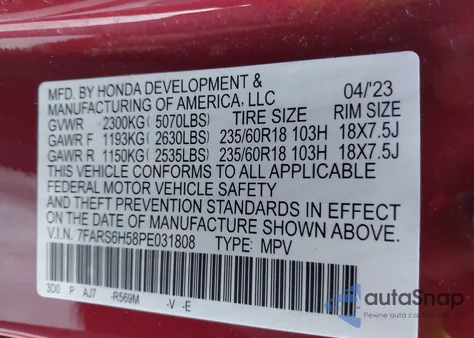 MFD. BY HONDA DEVELOPMENT &
MANUFACTURING OF AMERICA, LLC 04/'23
GVWR 2300KG (5070LBS) TIRE SIZE RIM SIZE
GAWR F 1193KG (2630LBS) 235/60R18 103H 18X7.5J
GAWR R 1150KG (2535LBS) 235/60R18 103H 18X7.5J
THIS VEHICLE CONFORMS TO ALL APPLICABLE
FEDERAL MOTOR VEHICLE SAFETY
AND THEFT PREVENTION STANDARDS IN EFFECT
ON THE DATE OF MANUFACTURE SHOWN ABOVE.
V.I.N. 7FARS6H58PE031808 TYPE: MPV
3D0 P AJ7 -R569M -V -E
autoSnap
Pewne auta z